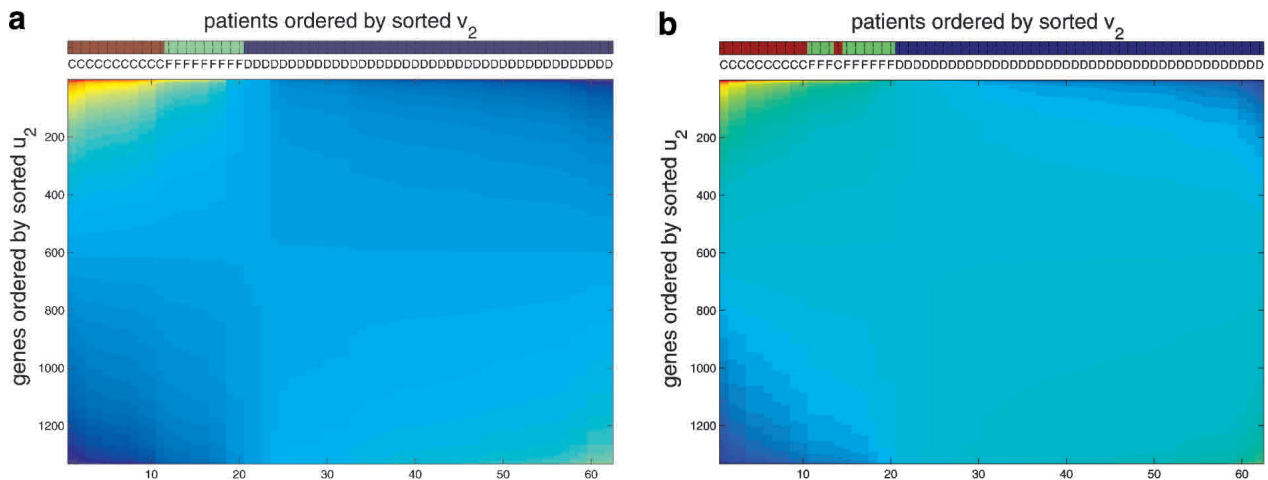 a
patients ordered by sorted v2
CCCCCCCCCCCFFFFFFFFFDDDDDDDDDDDDDDDDDDDDDDDDDDDDDDDDDDDDDDDDDD
genes ordered by sorted u2
200
400
600
800
1000
1200
10 20 30 40 50 60
b
patients ordered by sorted v2
CCCCCCCCCCFFFCFFFFFFDDDDDDDDDDDDDDDDDDDDDDDDDDDDDDDDDDDDDDDDDD
genes ordered by sorted u2
200
400
600
800
1000
1200
10 20 30 40 50 60